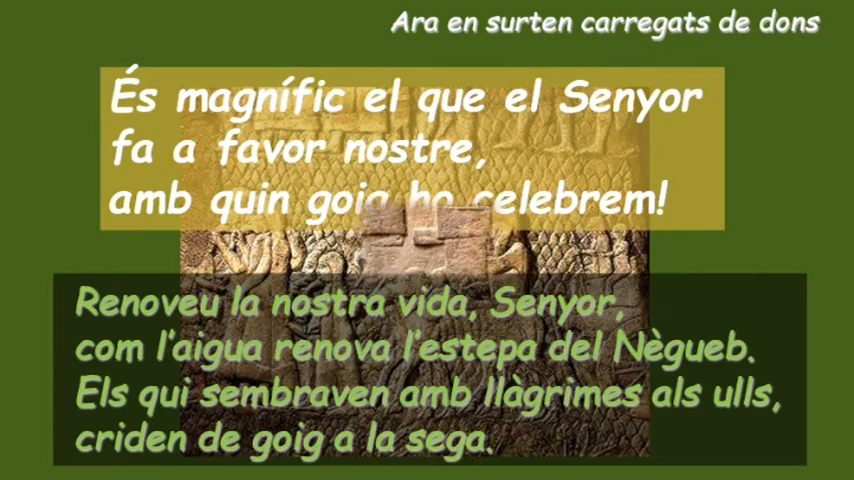 Ara en surten carregats de dons
És magnífic el que el Senyor
fa a favor nostre,
amb quin goig ho celebrem!
Renoveu la nostra vida, Senyor,
com l'aigua renova l'estepa del Nègueb.
Els qui sembraven amb llàgrimes als ulls,
criden de goig a la sega.